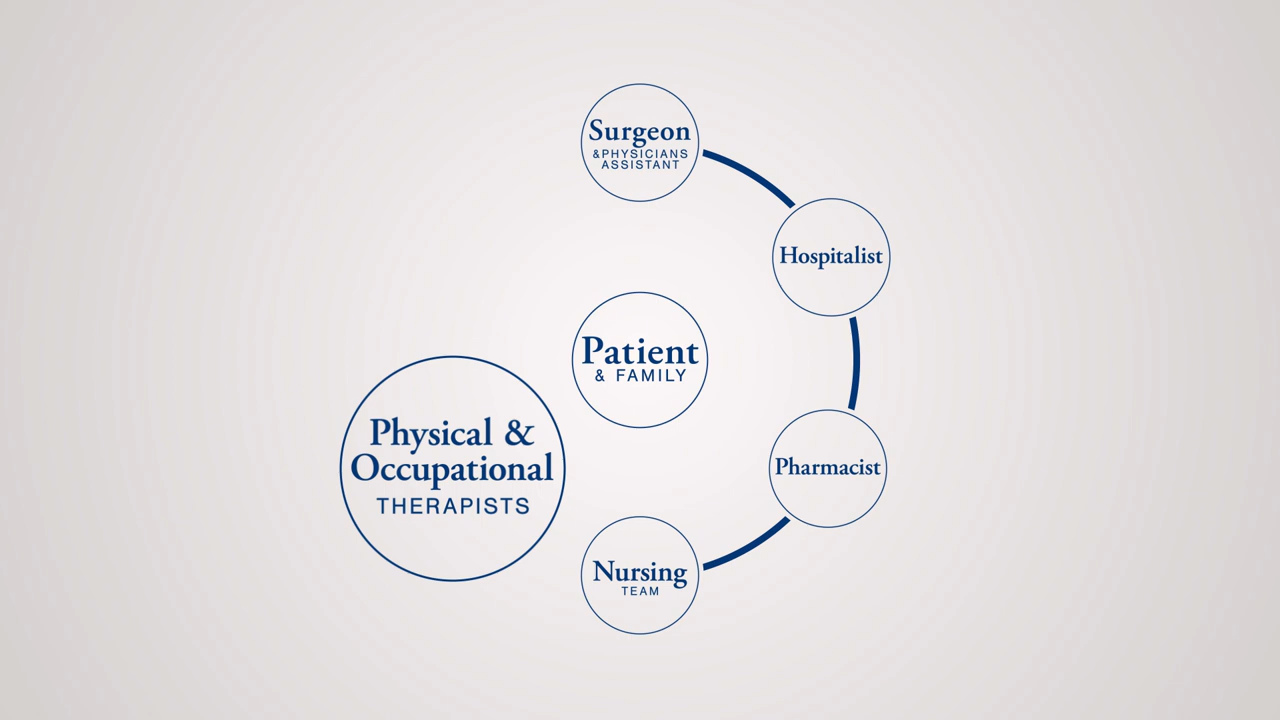 Surgeon
&PHYSICIANS
ASSISTANT
Hospitalist
Patient
& FAMILY
Physical &
Occupational
THERAPISTS
Pharmacist
Nursing
TEAM